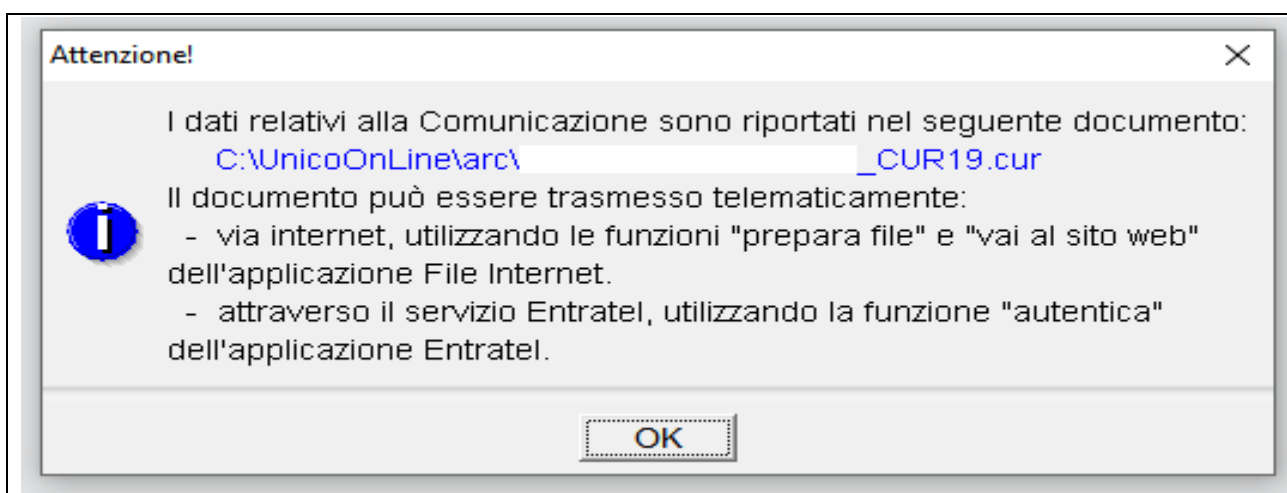 Attenzione!
I dati relativi alla Comunicazione sono riportati nel seguente documento:
C:\UnicoOnLine\arc\ _CUR19.cur
Il documento può essere trasmesso telematicamente:
- via internet, utilizzando le funzioni "prepara file" e "vai al sito web"
dell'applicazione File Internet.
- attraverso il servizio Entratel, utilizzando la funzione "autentica"
dell'applicazione Entratel.
OK